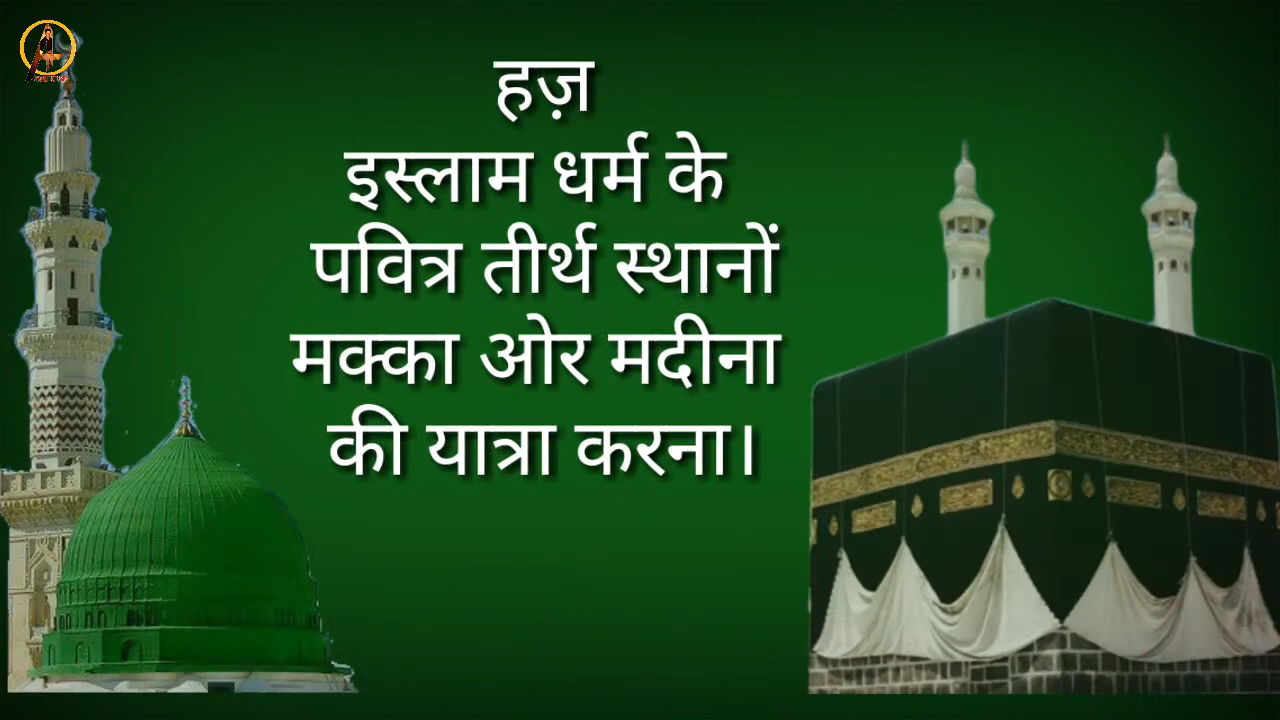 हज़
इस्लाम धर्म के
पवित्र तीर्थ स्थानों
मक्का ओर मदीना
की यात्रा करना।